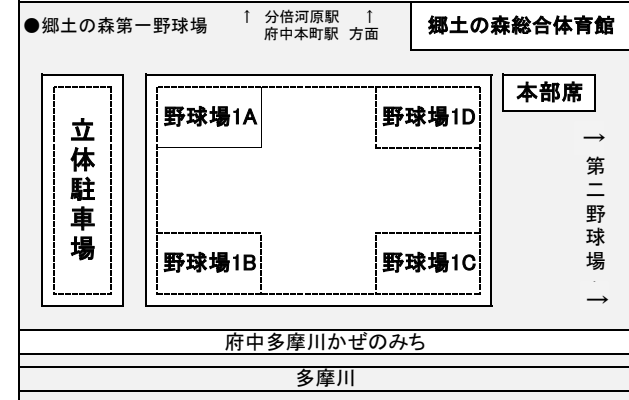 ●郷土の森第一野球場
↑ 分倍河原駅 ↑
府中本町駅 方面
郷土の森総合体育館
本部席
立体駐車場
野球場1A
野球場1D
野球場1B
野球場1C
→第二野球場→
府中多摩川かぜのみち
多摩川